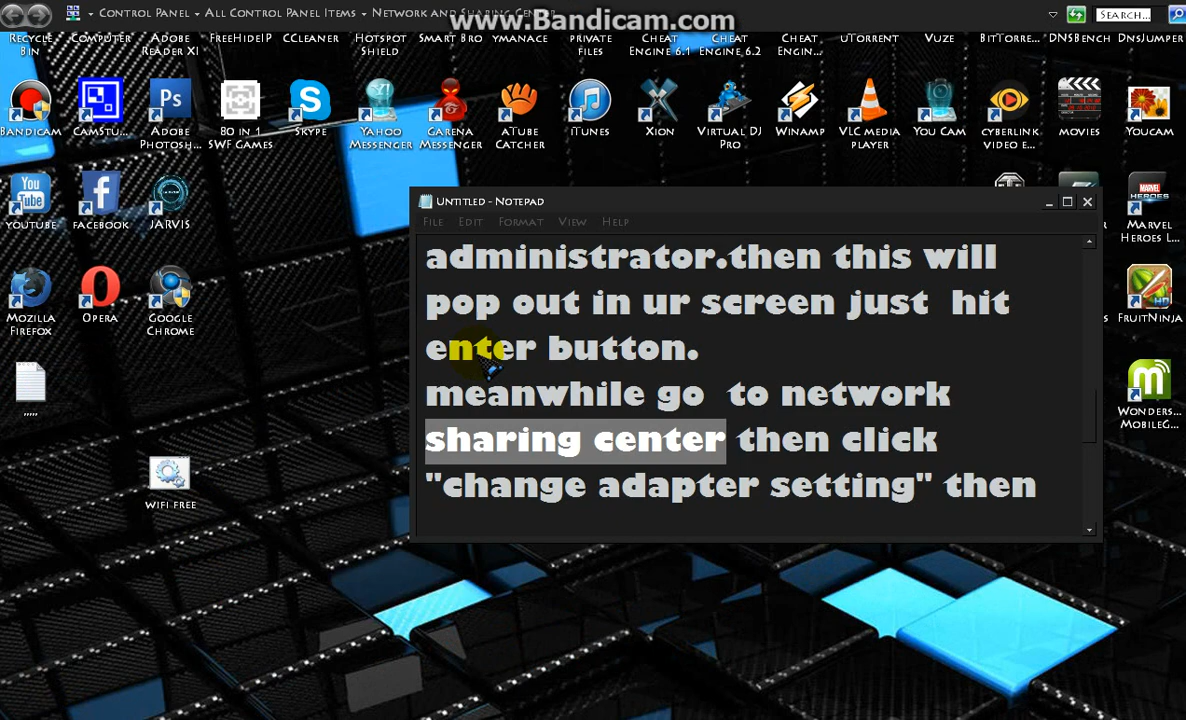 www.Bandicam.com
Control Panel ▸ All Control Panel Items ▸ Network and Sharing
Search...
Recycle Bin
Computer
Adobe Reader XI
FreeHideIP
CCleaner
Hotspot Shield
Smart Bro
Ymanace
Private Files
Cheat Engine 6.1
Cheat Engine 6.2
Cheat Engin...
uTorrent
Vuze
BitTorre...
DNSBench
DnsJumper
Bandicam
CamStu...
Adobe Photosh...
80 in 1 SWF Games
Skype
Yahoo Messenger
Garena Messenger
aTube Catcher
iTunes
Xion
Virtual DJ Pro
Winamp
VLC media player
You Cam
Cyberlink Video E...
Movies
Youcam
YouTube
Facebook
Jarvis
Marvel Heroes L...
Mozilla Firefox
Opera
Google Chrome
FruitNinja
,,,,,
Wonders... MobileG...
WIFI FREE
Untitled - Notepad
File Edit Format View Help
administrator.then this will
pop out in ur screen just hit
enter button.
meanwhile go to network
sharing center then click
"change adapter setting" then